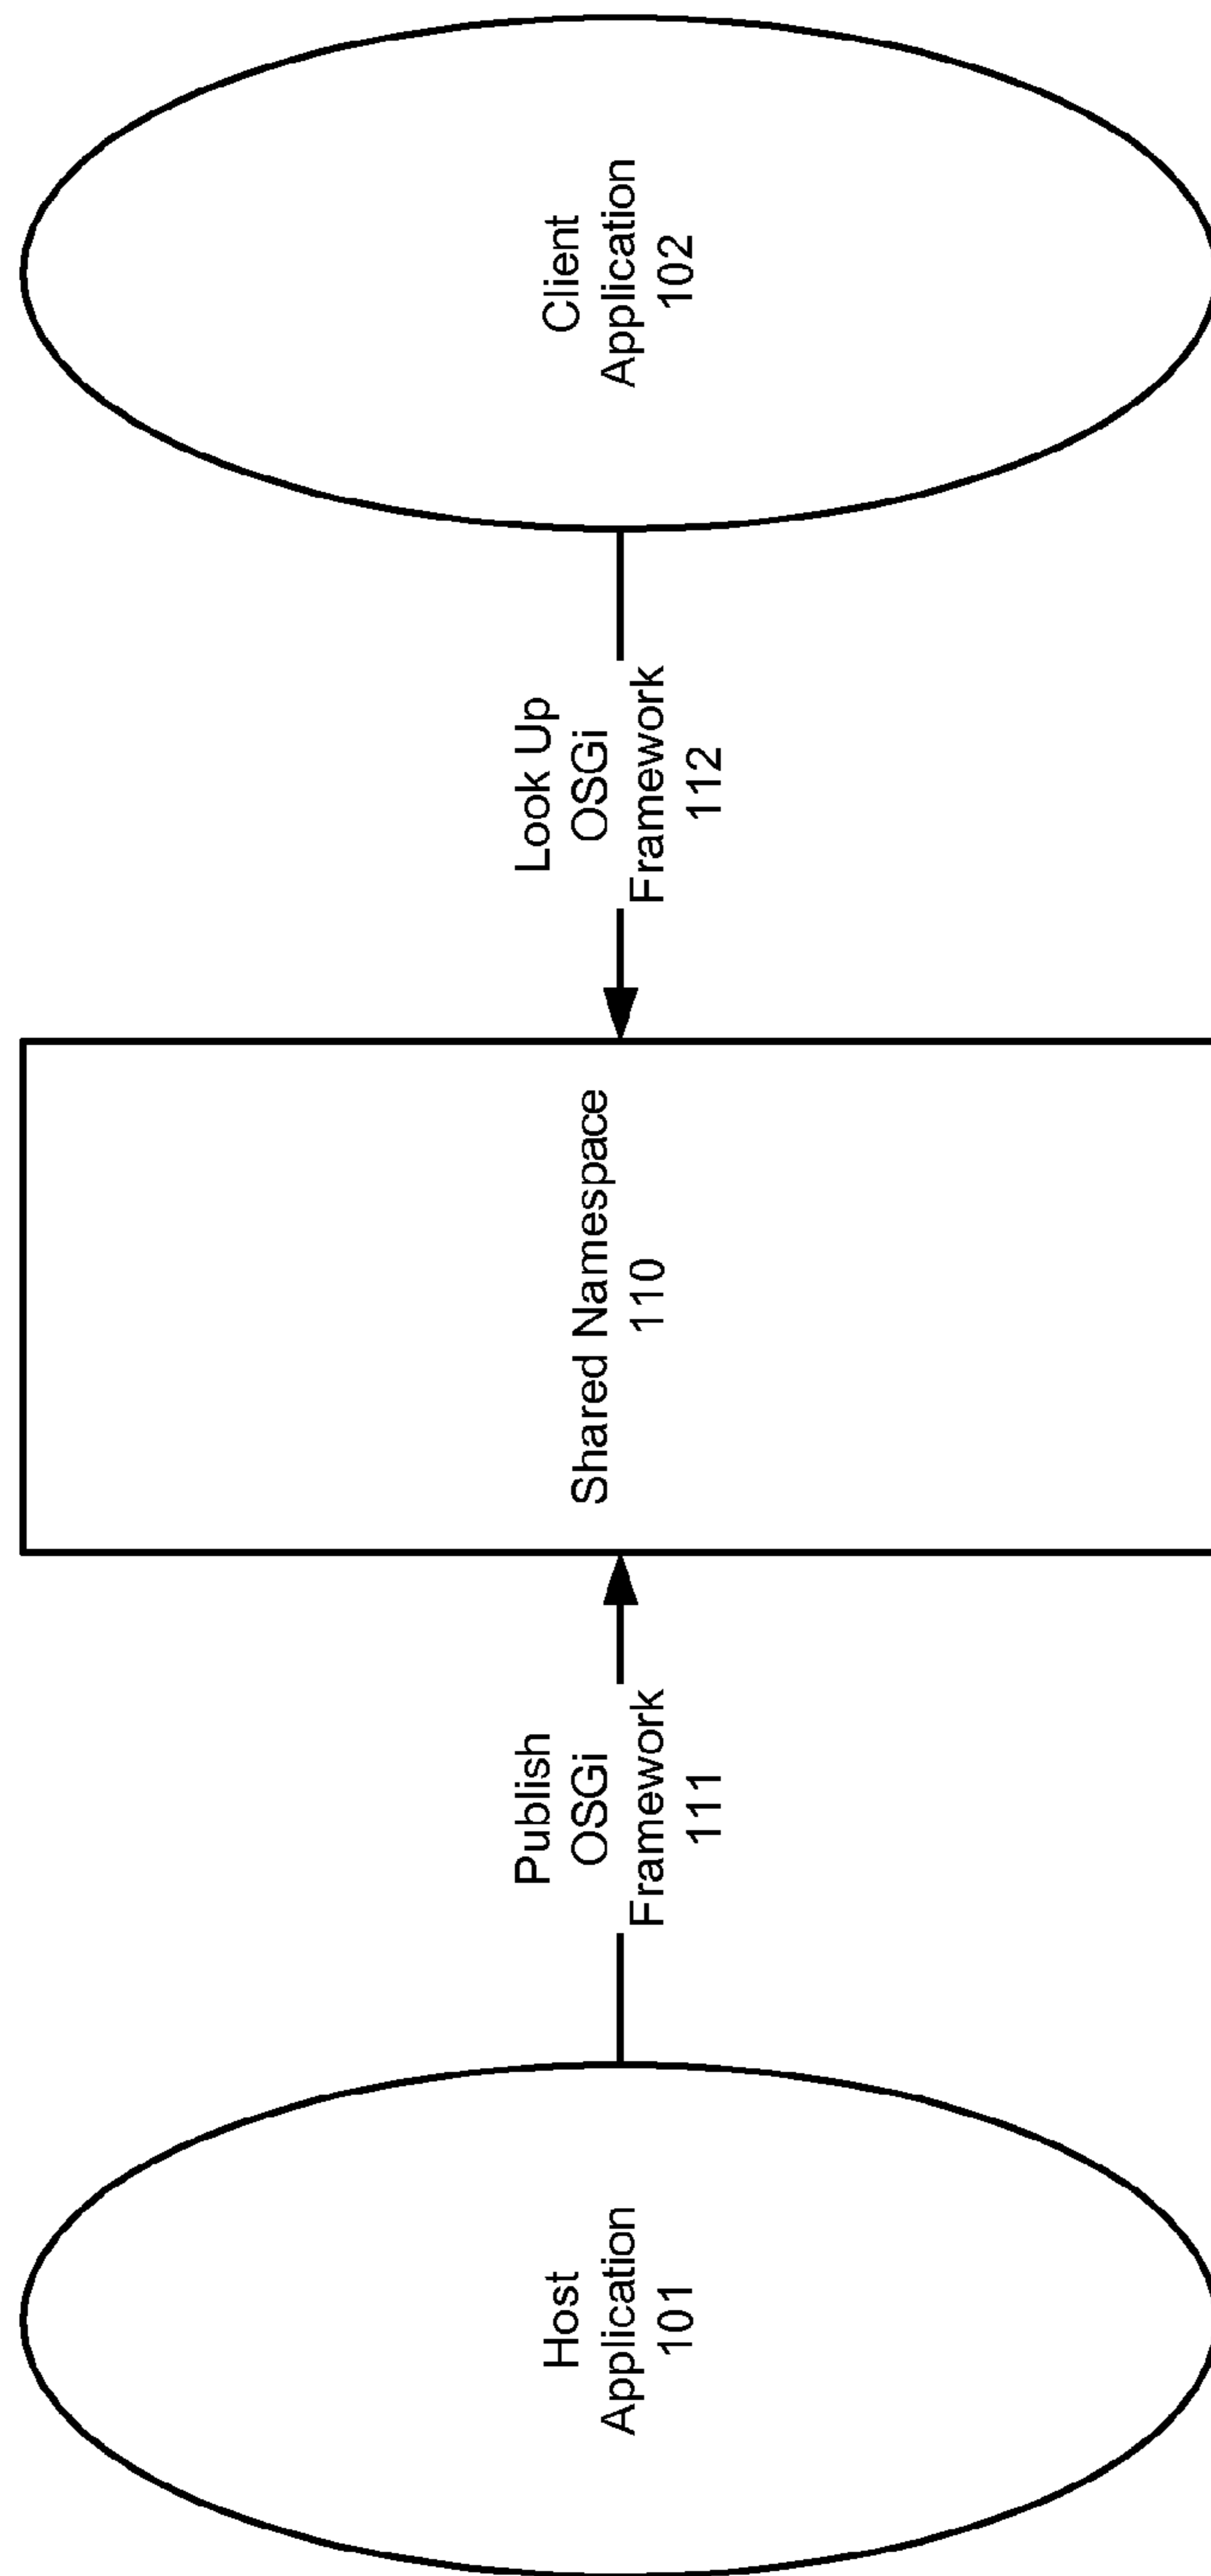 Host
Application
101
Publish
OSGi
Framework
111
Shared Namespace
110
Look Up
OSGi
Framework
112
Client
Application
102